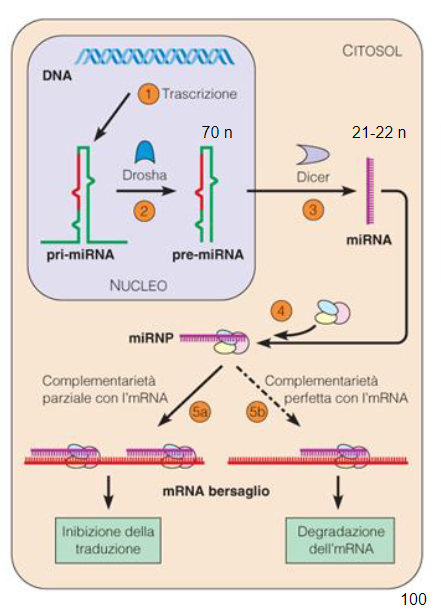 CITOSOL
DNA
1 Trascrizione
70 n
21-22 n
Drosha
2
Dicer
3
pri-miRNA
pre-miRNA
miRNA
NUCLEO
4
miRNP
Complementarietà
parziale con l'mRNA
5a
5b
Complementarietà
perfetta con l'mRNA
mRNA bersaglio
Inibizione della
traduzione
Degradazione
dell'mRNA
100